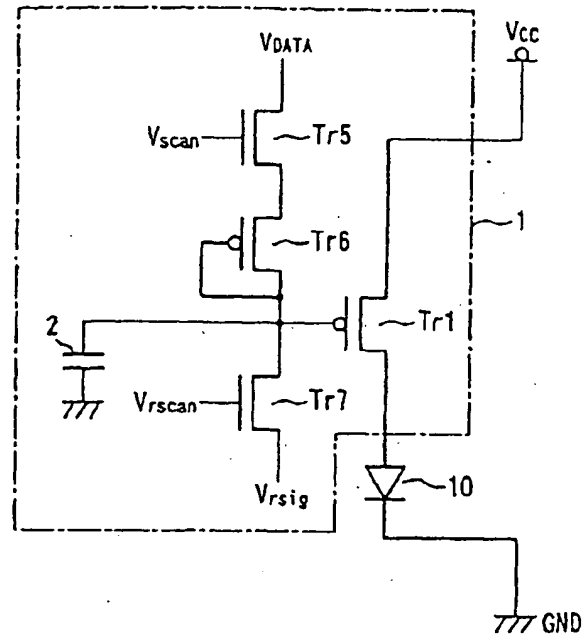 VDATA
Vcc
Vscan
Tr5
1
Tr6
2
Tr1
Vrscan
Tr7
10
Vrsig
GND